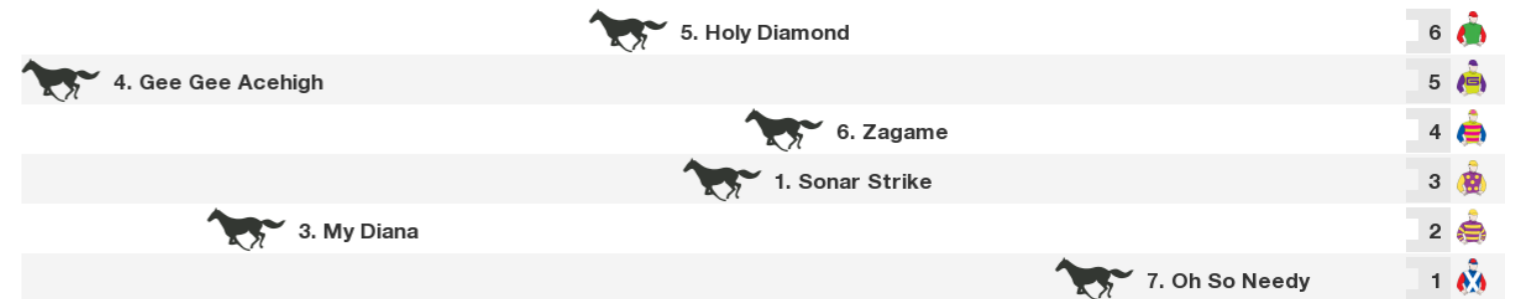 5. Holy Diamond 6
4. Gee Gee Acehigh 5
6. Zagame 4
1. Sonar Strike 3
3. My Diana 2
7. Oh So Needy 1